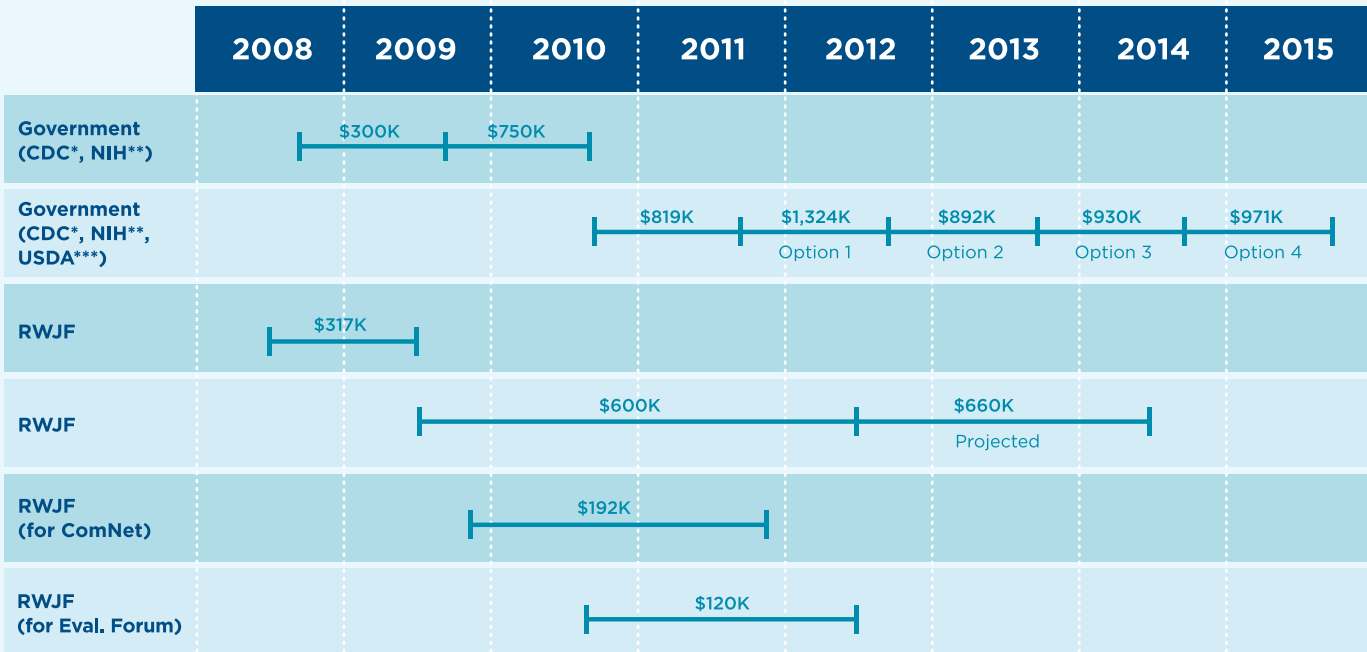 2008 2009 2010 2011 2012 2013 2014 2015
Government
(CDC*, NIH**)
$300K $750K
Government
(CDC*, NIH**,
USDA***)
$819K $1,324K $892K $930K $971K
Option 1 Option 2 Option 3 Option 4
RWJF
$317K
RWJF
$600K $660K
Projected
RWJF
(for ComNet)
$192K
RWJF
(for Eval. Forum)
$120K